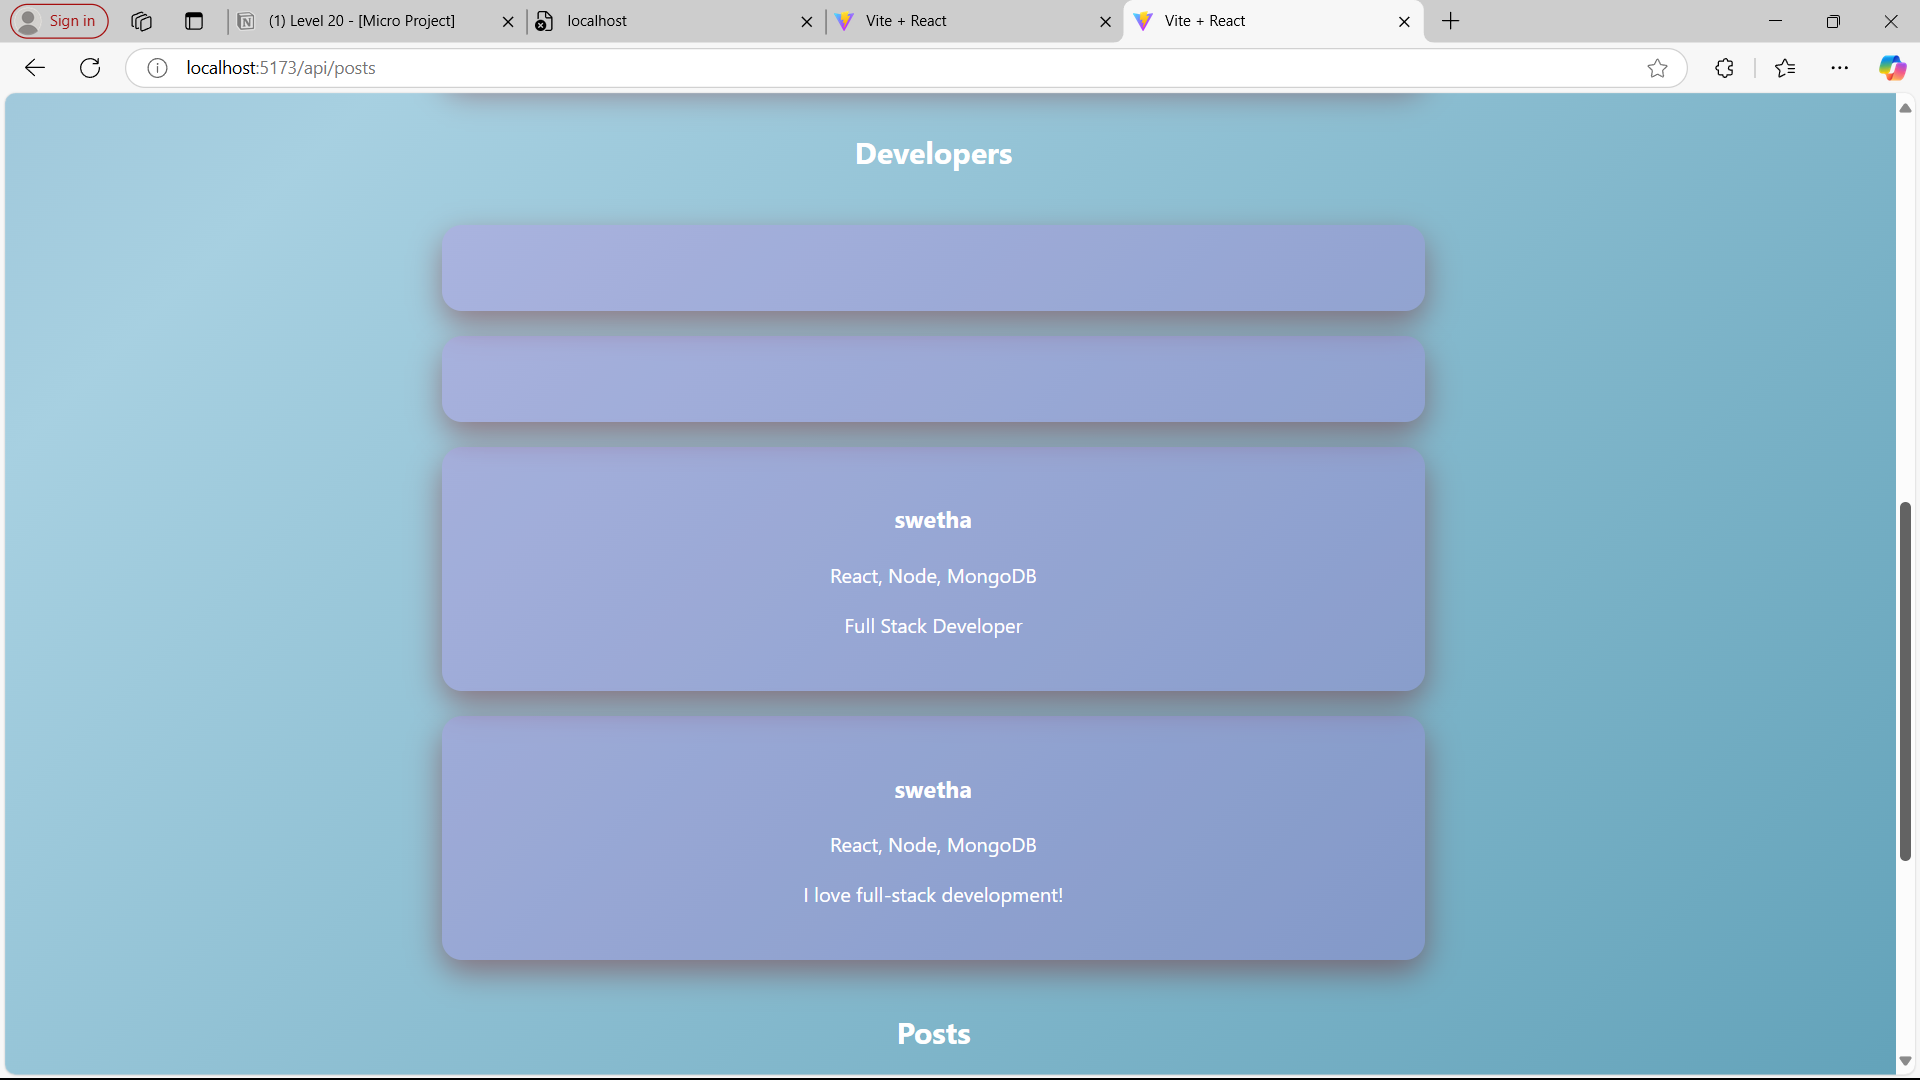 Sign in
(1) Level 20 - [Micro Project]
localhost
Vite + React
Vite + React
localhost:5173/api/posts
Developers
swetha
React, Node, MongoDB
Full Stack Developer
swetha
React, Node, MongoDB
I love full-stack development!
Posts